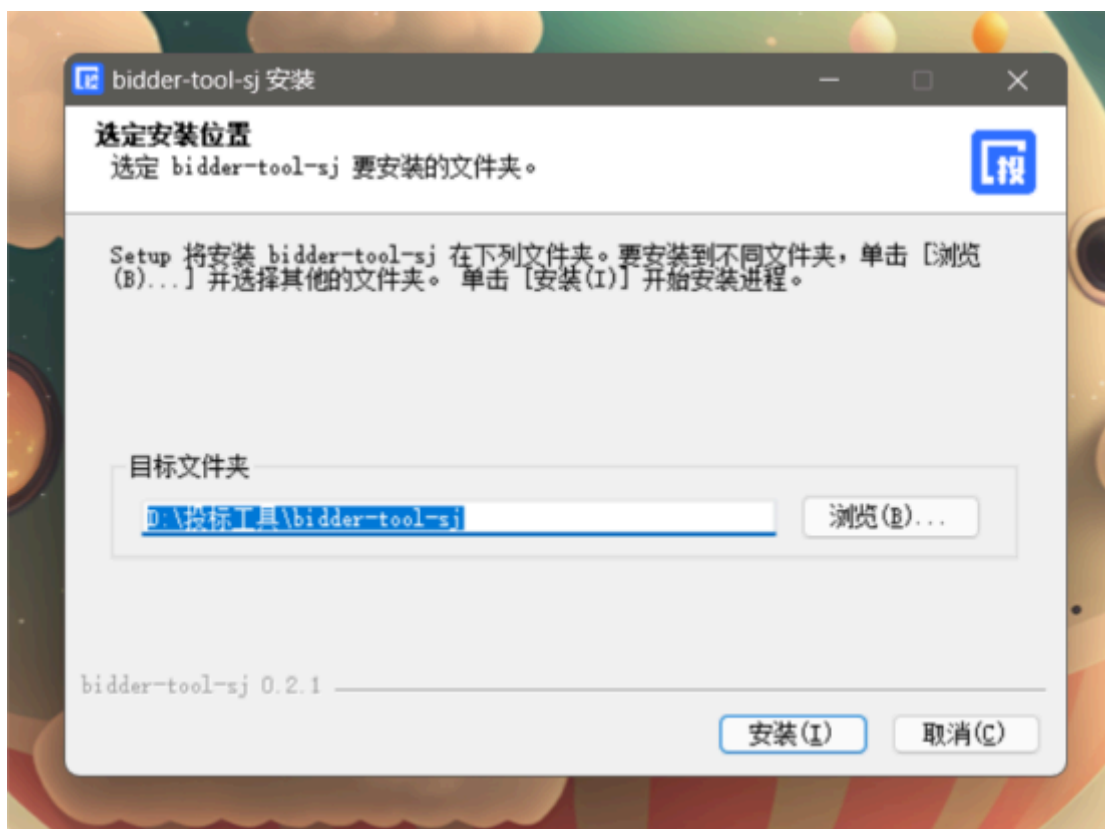 bidder-tool-sj 安装
选定安装位置
选定 bidder-tool-sj 要安装的文件夹。
投
Setup 将安装 bidder-tool-sj 在下列文件夹。要安装到不同文件夹，单击 [浏览
(B)...] 并选择其他的文件夹。 单击 [安装(I)] 开始安装进程。
目标文件夹
D:\投标工具\bidder-tool-sj
浏览(B)...
bidder-tool-sj 0.2.1
安装(I)
取消(C)